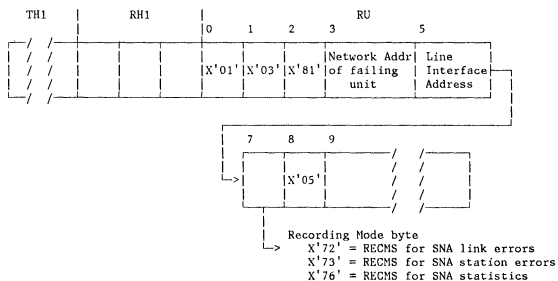 TH1 RH1 RU
0 1 2 3 5
X'01' X'03' X'81' Network Addr of failing unit Line Interface Address
7 8 9
X'05'
Recording Mode byte
X'72' = RECMS for SNA link errors
X'73' = RECMS for SNA station errors
X'76' = RECMS for SNA statistics